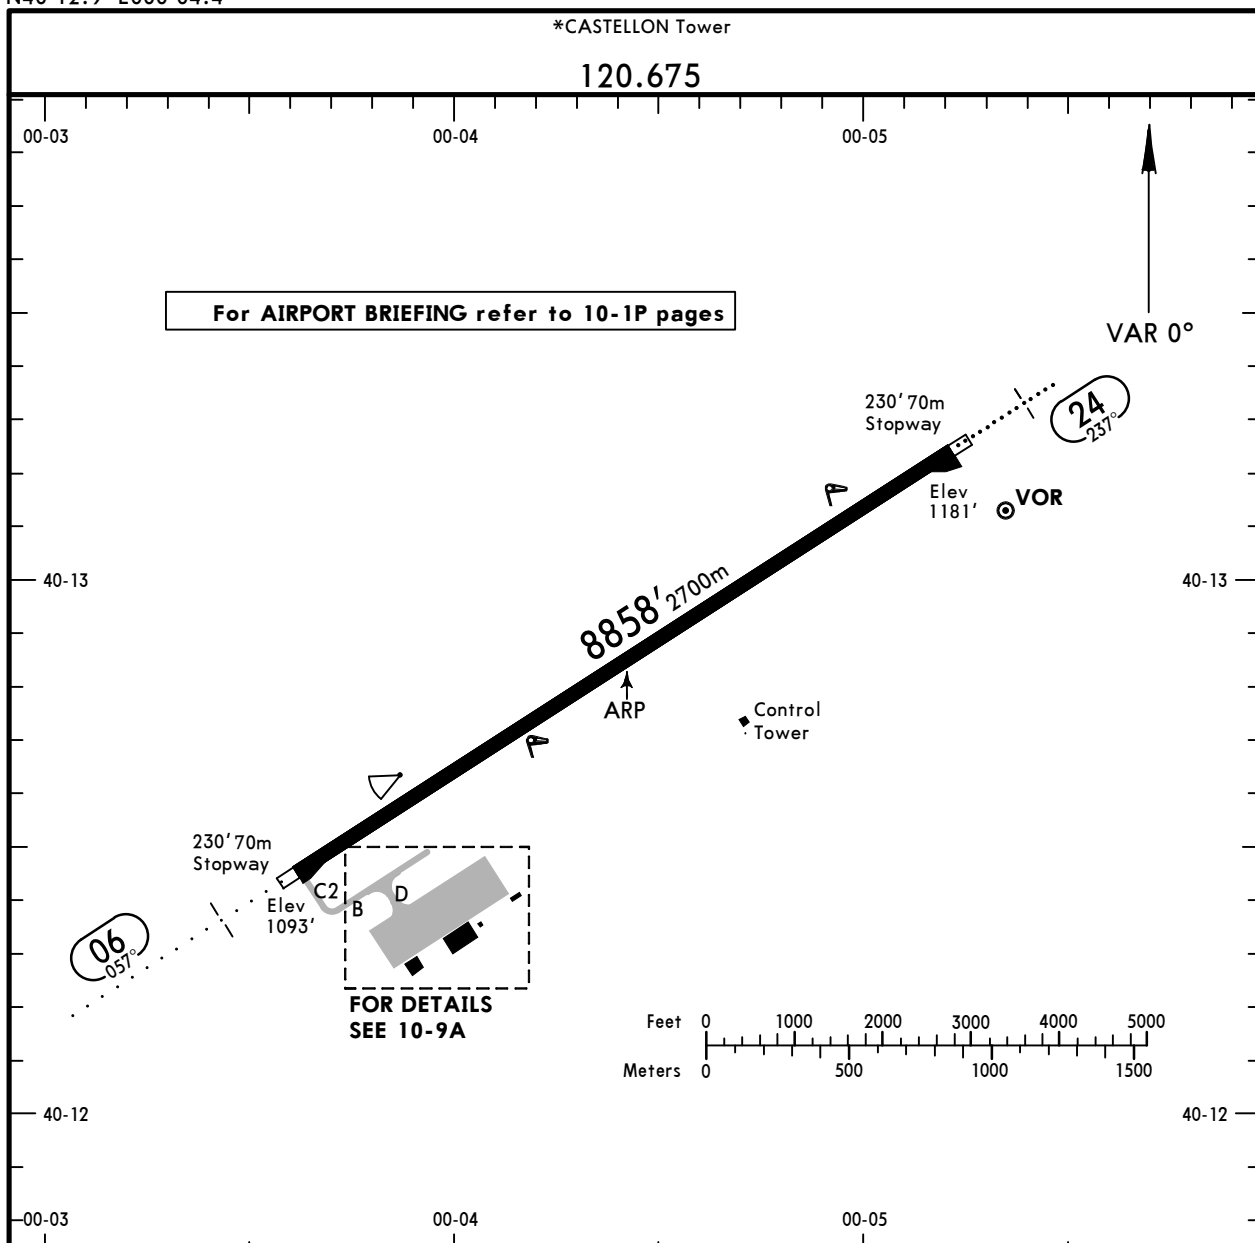 *CASTELLON Tower
120.675
00-03 00-04 00-05
For AIRPORT BRIEFING refer to 10-1P pages
VAR 0°
230' 70m
Stopway
24
237°
Elev
1181'
VOR
40-13 40-13
8858' 2700m
ARP
Control
Tower
230' 70m
Stopway
C2
D
B
Elev
1093'
06
057°
FOR DETAILS
SEE 10-9A
Feet 0 1000 2000 3000 4000 5000
Meters 0 500 1000 1500
40-12 40-12
00-03 00-04 00-05